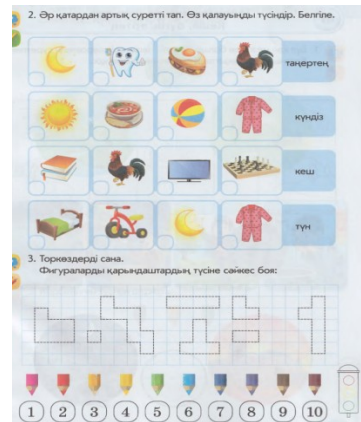 2. Әр қатардан артық суретті тап. Өз қалауыңды түсіндір. Белгіле.
таңертең
күндіз
кеш
түн
3. Торкөздерді сана.
Фигураларды қарындаштардың түсіне сәйкес боя:
1 2 3 4 5 6 7 8 9 10